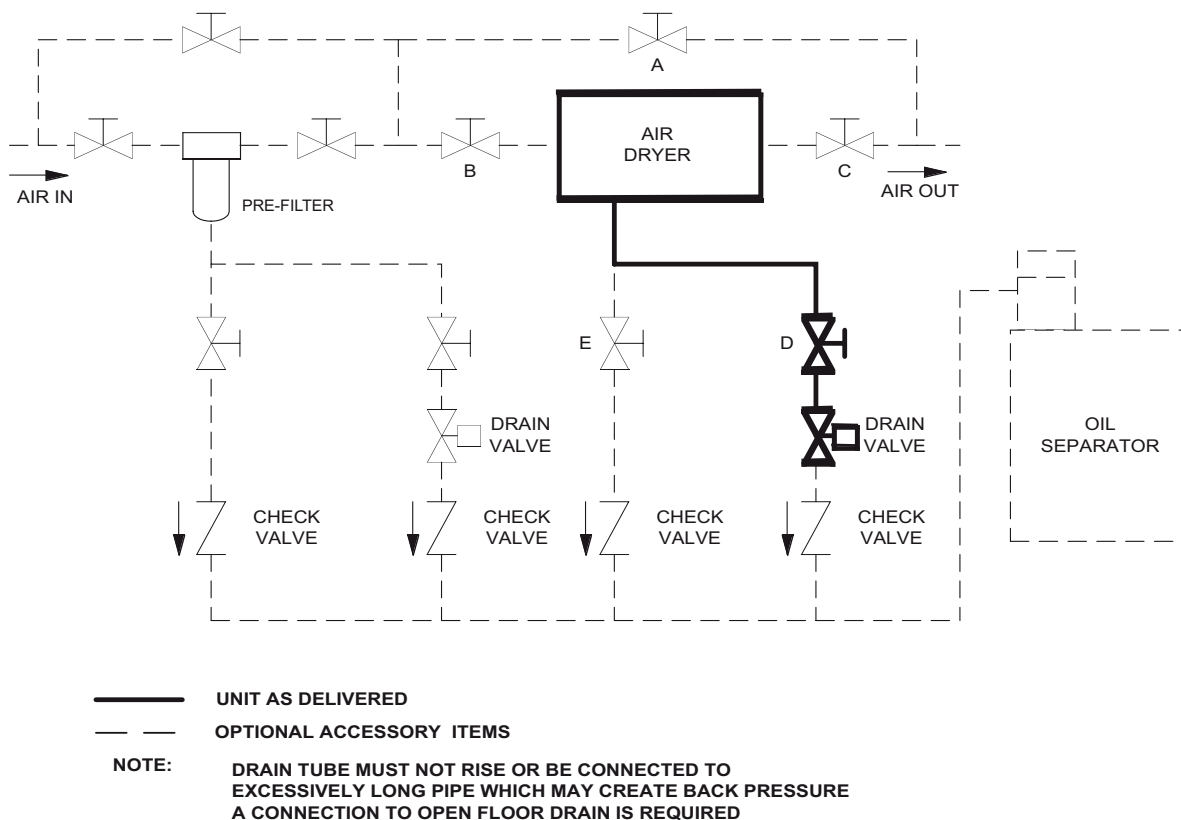 A
AIR
DRYER
B
C
AIR IN
AIR OUT
PRE-FILTER
E
D
DRAIN
VALVE
DRAIN
VALVE
OIL
SEPARATOR
CHECK
VALVE
CHECK
VALVE
CHECK
VALVE
CHECK
VALVE
UNIT AS DELIVERED
OPTIONAL ACCESSORY ITEMS
NOTE: DRAIN TUBE MUST NOT RISE OR BE CONNECTED TO
EXCESSIVELY LONG PIPE WHICH MAY CREATE BACK PRESSURE
A CONNECTION TO OPEN FLOOR DRAIN IS REQUIRED